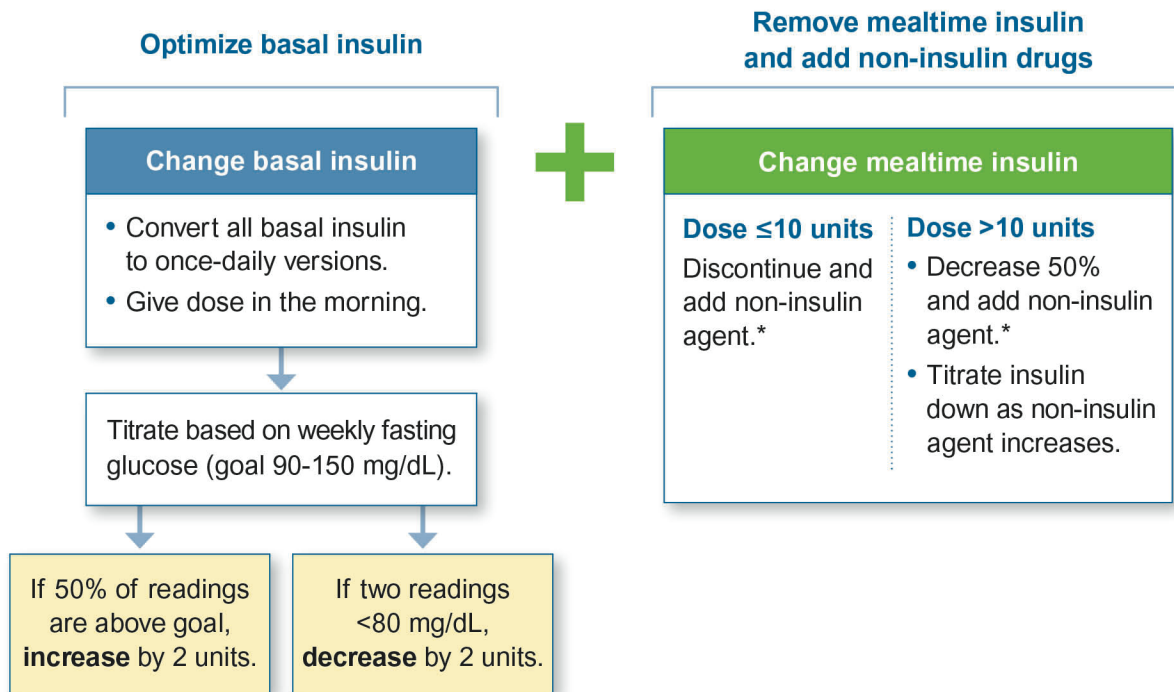 Optimize basal insulin
Change basal insulin
• Convert all basal insulin
to once-daily versions.
• Give dose in the morning.
Titrate based on weekly fasting
glucose (goal 90-150 mg/dL).
If 50% of readings
are above goal,
increase by 2 units.
If two readings
<80 mg/dL,
decrease by 2 units.
+
Remove mealtime insulin
and add non-insulin drugs
Change mealtime insulin
Dose ≤10 units
Discontinue and
add non-insulin
agent.*
Dose >10 units
• Decrease 50%
and add non-insulin
agent.*
• Titrate insulin
down as non-insulin
agent increases.